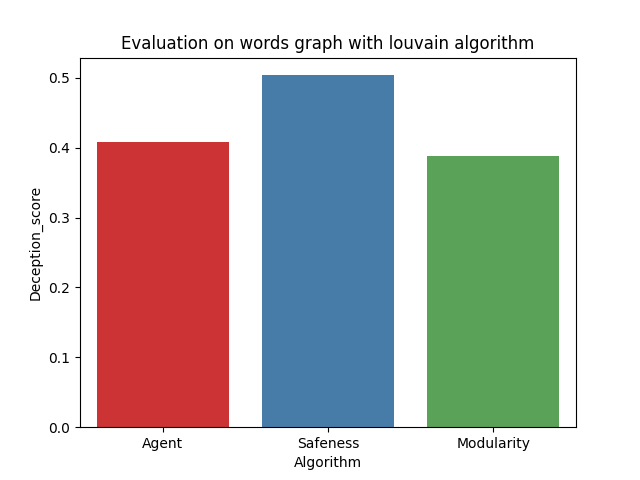 Evaluation on words graph with louvain algorithm
Deception_score
0.5
0.4
0.3
0.2
0.1
0.0
Agent
Safeness
Modularity
Algorithm